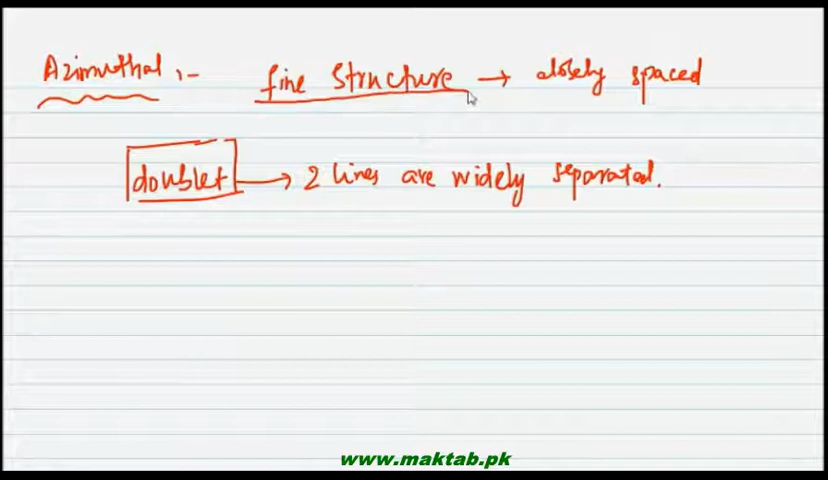 Azimuthal :- fine structure → closely spaced
doublet → 2 lines are widely separated.
www.maktab.pk